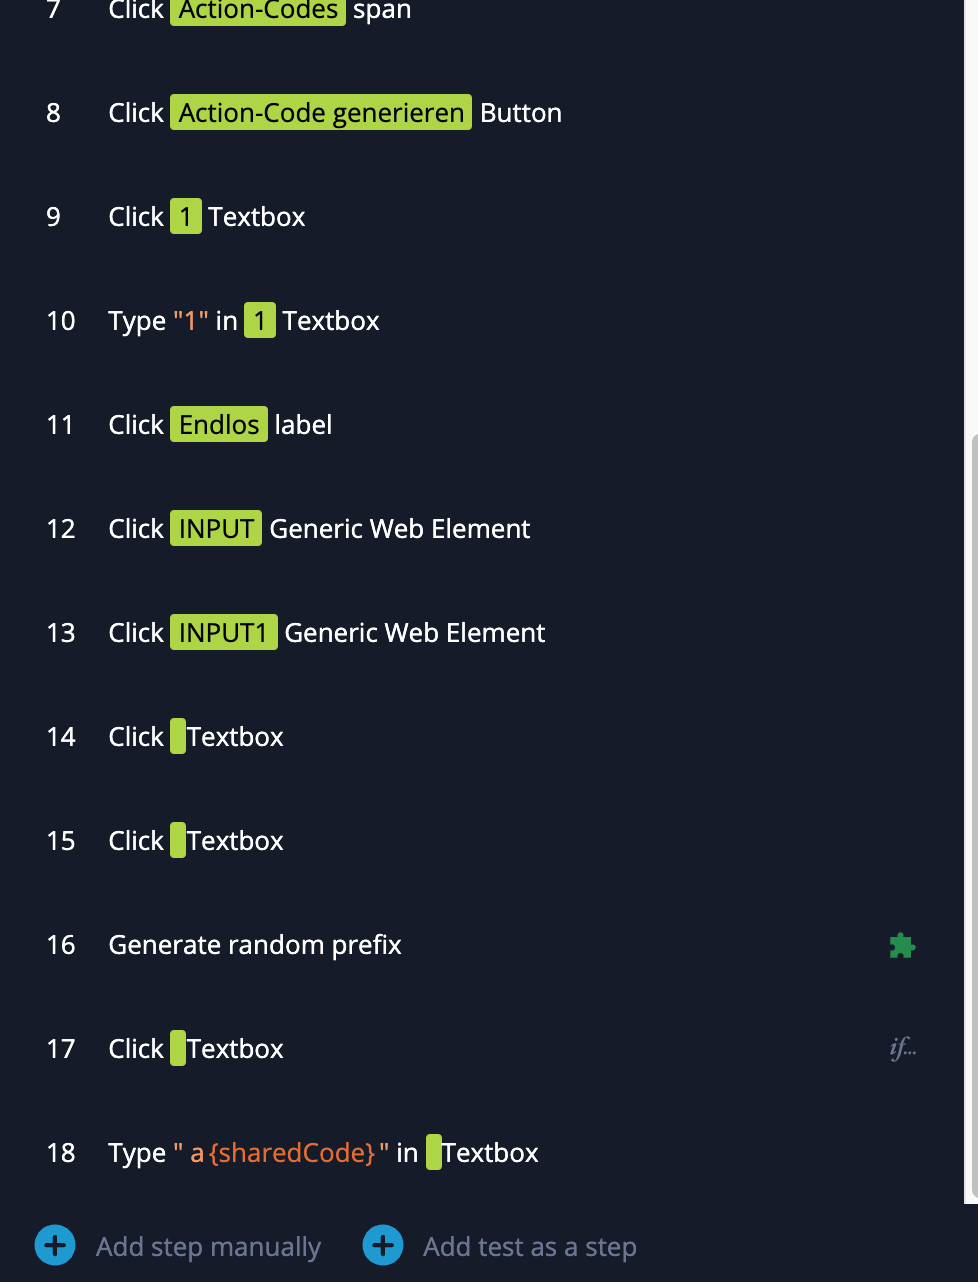 7 Click Action-Codes span
8 Click Action-Code generieren Button
9 Click 1 Textbox
10 Type "1" in 1 Textbox
11 Click Endlos label
12 Click INPUT Generic Web Element
13 Click INPUT1 Generic Web Element
14 Click Textbox
15 Click Textbox
16 Generate random prefix
17 Click Textbox if...
18 Type " a{sharedCode} " in Textbox
+ Add step manually + Add test as a step